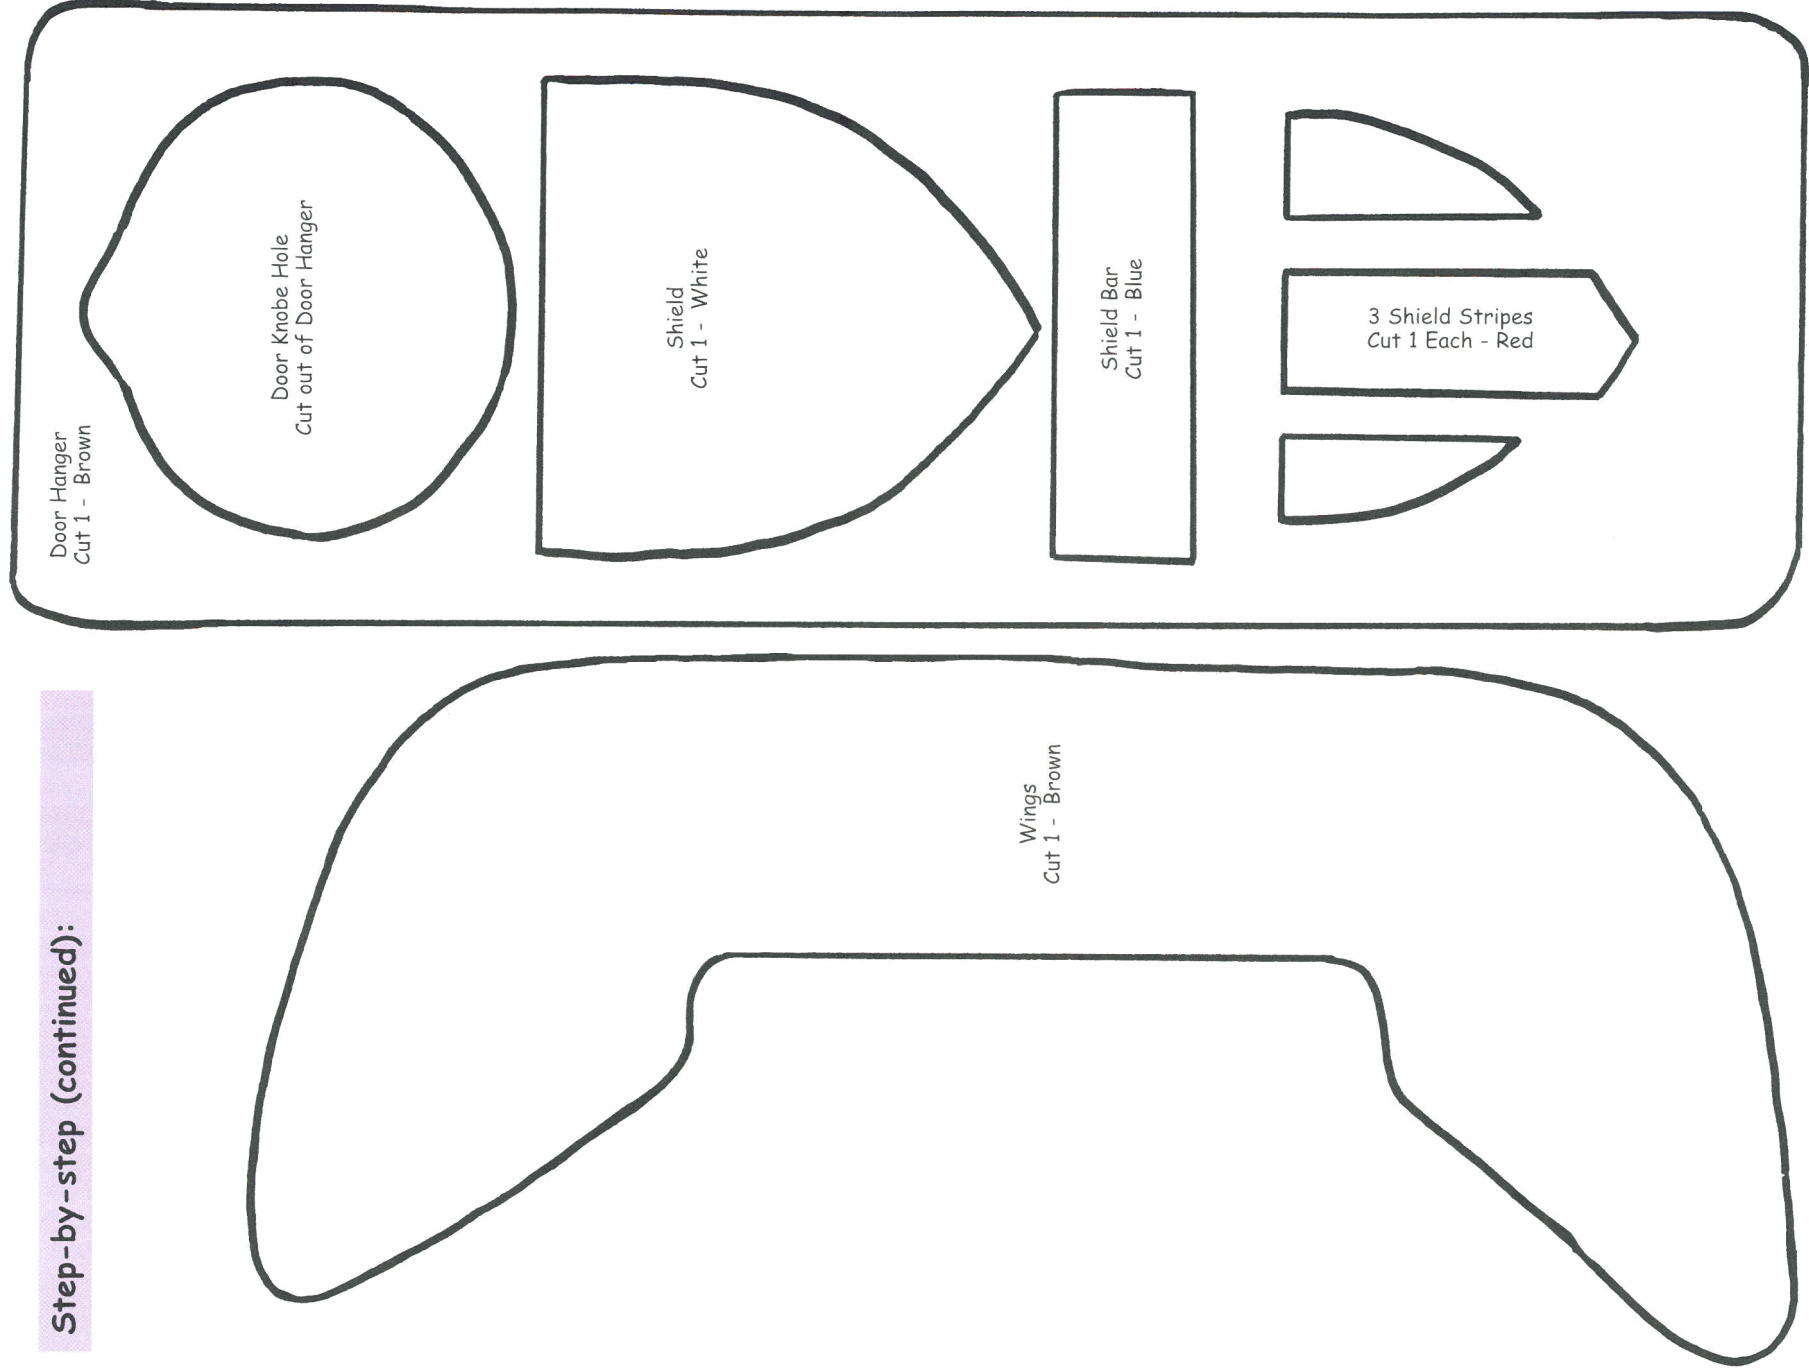 Step-by-step (continued):
Door Hanger
Cut 1 - Brown
Door Knobe Hole
Cut out of Door Hanger
Shield
Cut 1 - White
Shield Bar
Cut 1 - Blue
3 Shield Stripes
Cut 1 Each - Red
Wings
Cut 1 - Brown